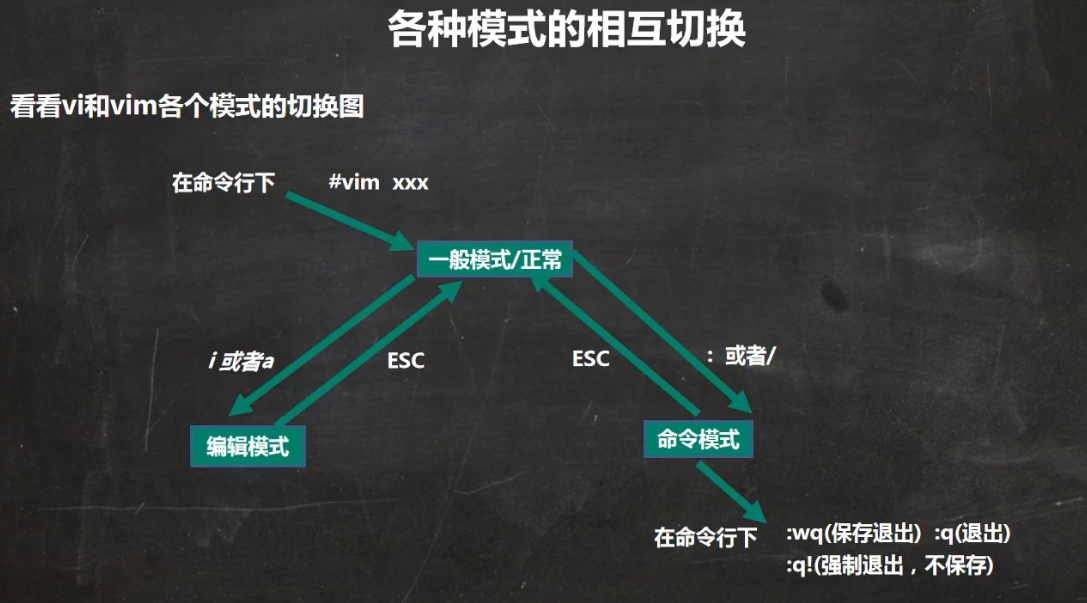 各种模式的相互切换
看看vi和vim各个模式的切换图
在命令行下 #vim xxx
一般模式/正常
i 或者a
ESC
ESC
：或者/
编辑模式
命令模式
在命令行下
:wq(保存退出) :q(退出)
:q!(强制退出，不保存)